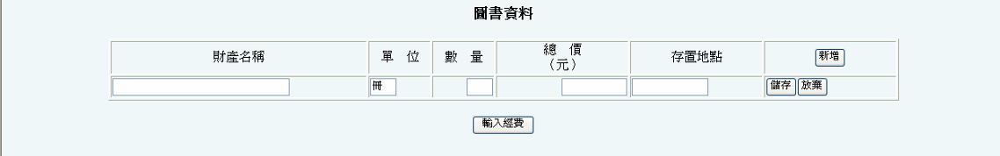 圖書資料
財產名稱 單　位 數　量 總　價（元） 存置地點 新增
冊 儲存 放棄
輸入經費